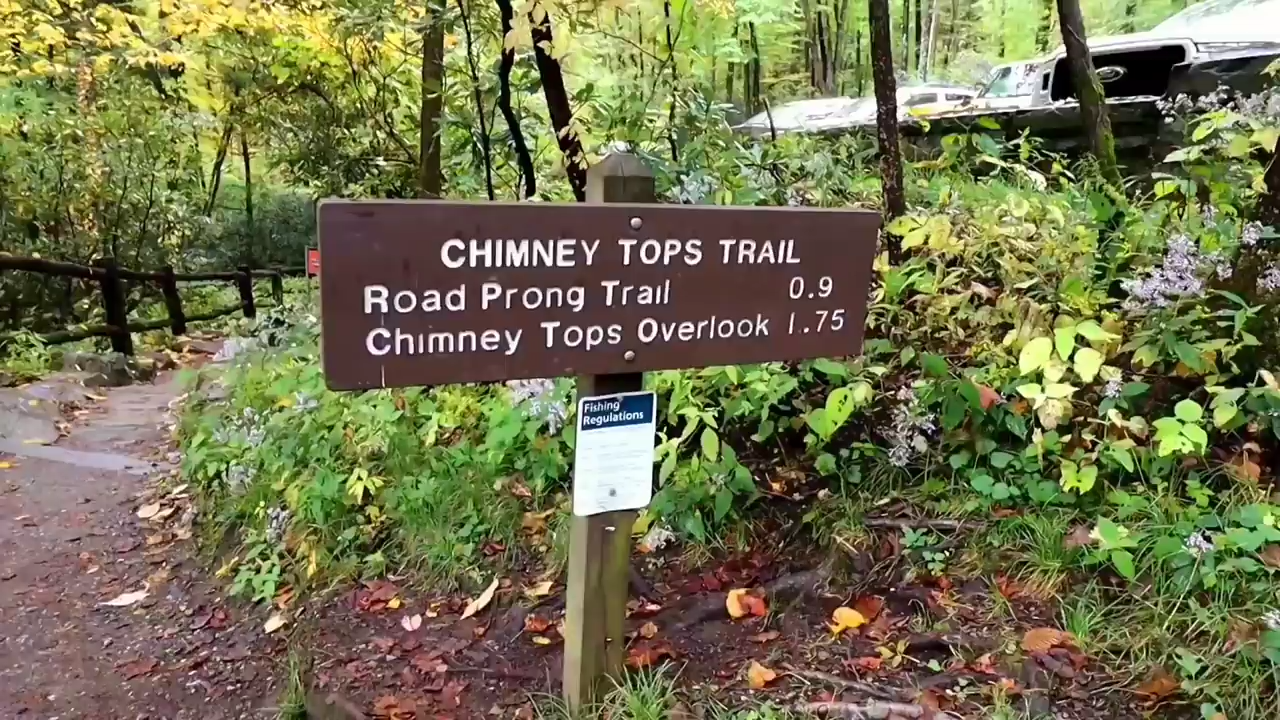 CHIMNEY TOPS TRAIL
Road Prong Trail 0.9
Chimney Tops Overlook 1.75
Fishing
Regulations